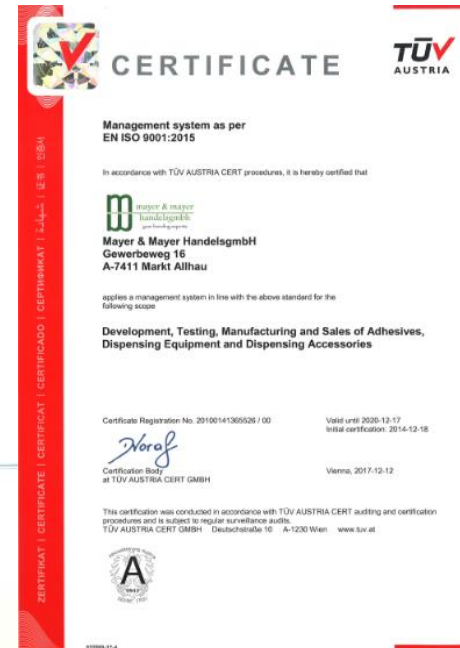 CERTIFICATE
TÜV
AUSTRIA
Management system as per
EN ISO 9001:2015
In accordance with TÜV AUSTRIA CERT procedures, it is hereby certified that
mayer & mayer
handelsgmbh
Mayer & Mayer HandelsgmbH
Gewerbeweg 16
A-7411 Markt Allhau
applies a management system in line with the above standard for the
following scope
Development, Testing, Manufacturing and Sales of Adhesives,
Dispensing Equipment and Dispensing Accessories
Certificate Registration No. 20100141365526 / 00
Valid until 2020-12-17
Initial certification: 2014-12-18
Certification Body
at TÜV AUSTRIA CERT GMBH
Vienna, 2017-12-12
This certification was conducted in accordance with TÜV AUSTRIA CERT auditing and certification
procedures and is subject to regular surveillance audits.
TÜV AUSTRIA CERT GMBH Deutschstraße 10 A-1230 Wien www.tuv.at
A
ZERTIFIKAT | CERTIFICATE | CERTIFICAT | CERTIFICADO | СЕРТИФИКАТ | شهادة | 证书 | 인증서